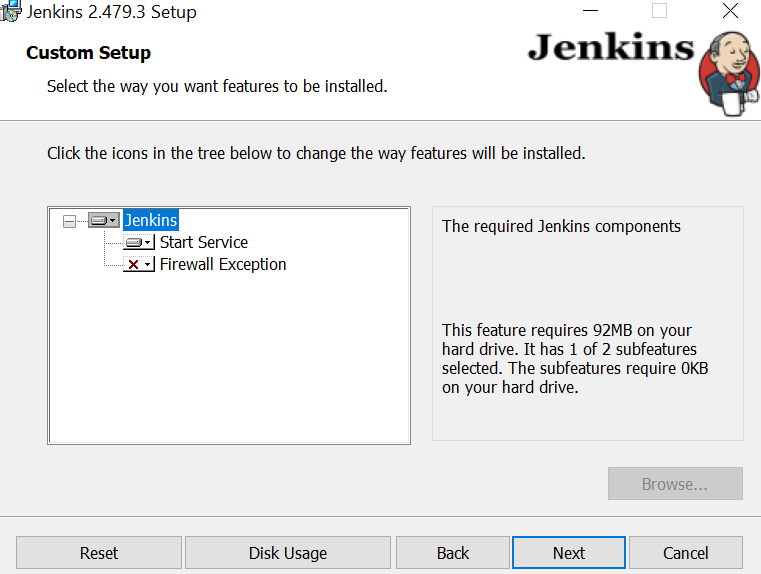 Jenkins 2.479.3 Setup
Custom Setup
Jenkins
Select the way you want features to be installed.
Click the icons in the tree below to change the way features will be installed.
Jenkins
Start Service
Firewall Exception
The required Jenkins components
This feature requires 92MB on your
hard drive. It has 1 of 2 subfeatures
selected. The subfeatures require 0KB
on your hard drive.
Browse...
Reset
Disk Usage
Back
Next
Cancel